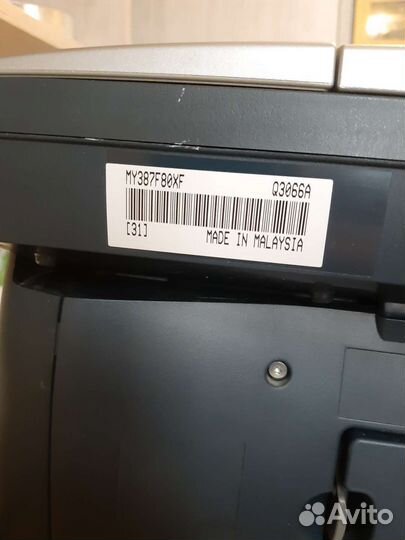 MY387F80XF Q3066A
[31] MADE IN MALAYSIA
Avito